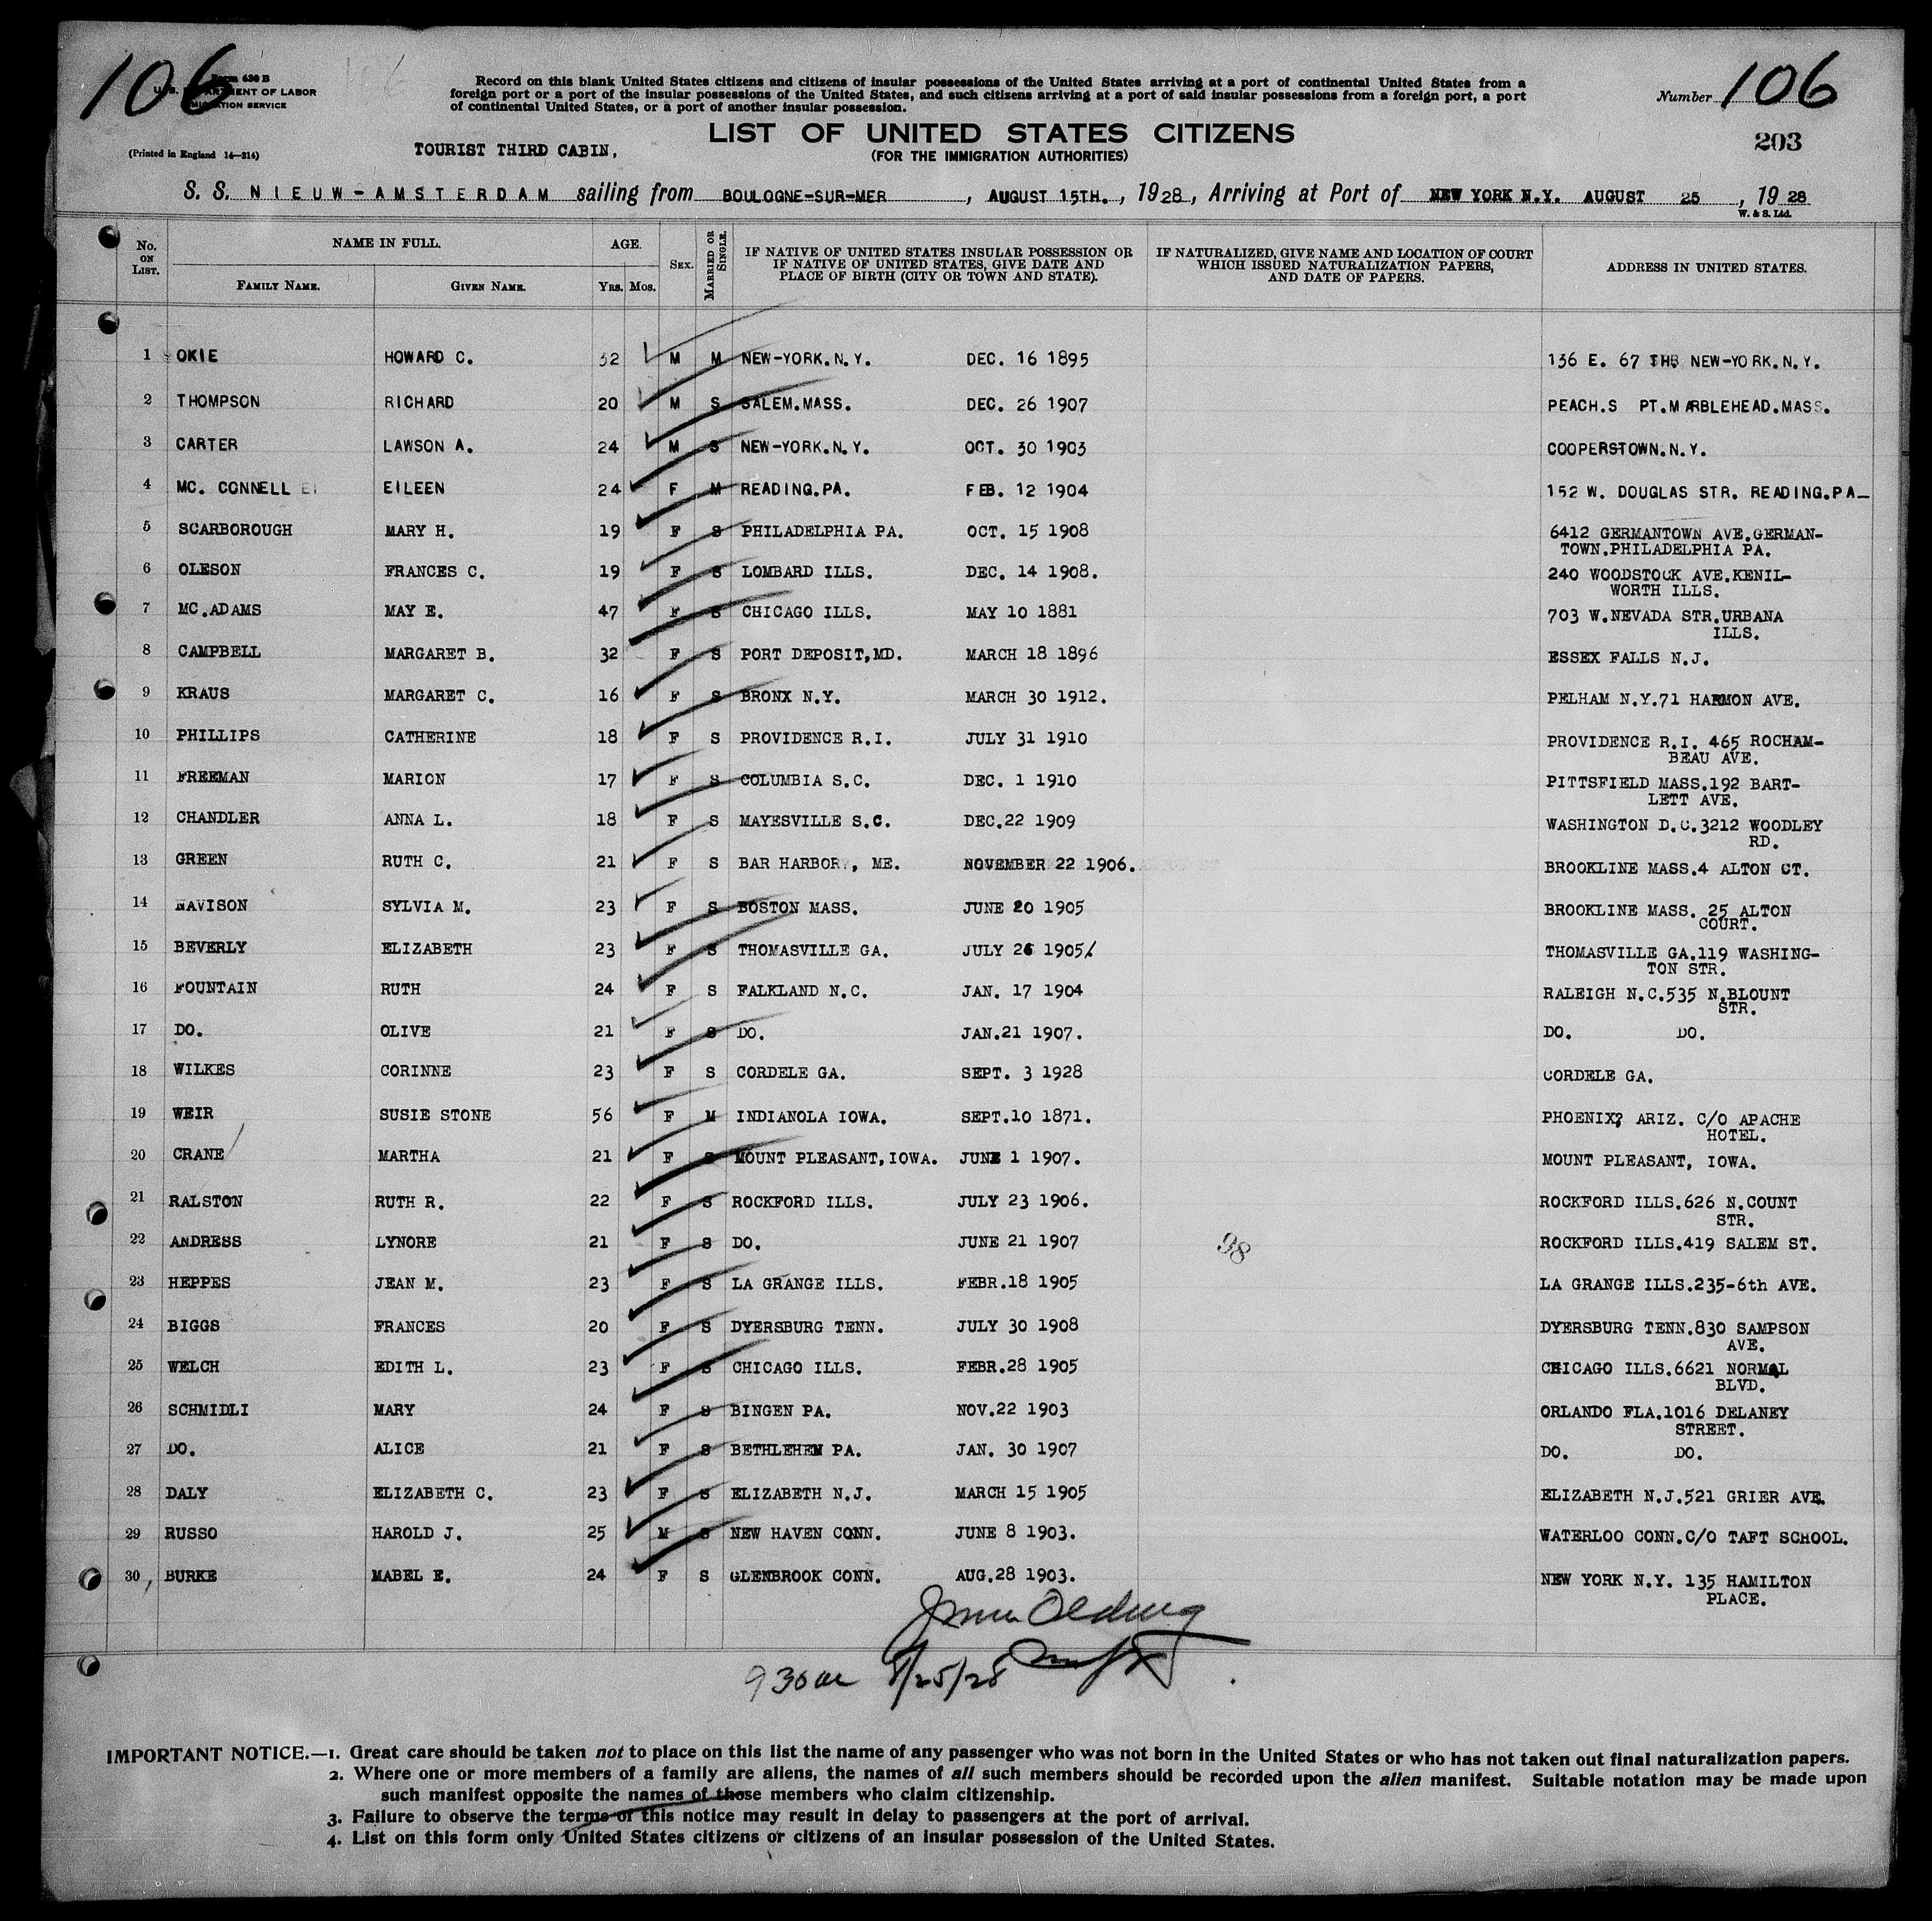 106
Form 630 B
U. S. DEPARTMENT OF LABOR
IMMIGRATION SERVICE
(Printed in England 14—214)
Record on this blank United States citizens and citizens of insular possessions of the United States arriving at a port of continental United States from a
foreign port or a port of the insular possessions of the United States, and such citizens arriving at a port of said insular possessions from a foreign port, a port
of continental United States, or a port of another insular possession.
Number 106
LIST OF UNITED STATES CITIZENS
203
TOURIST THIRD CABIN,
(FOR THE IMMIGRATION AUTHORITIES)
S. S. NIEUW-AMSTERDAM sailing from BOULOGNE-SUR-MER, AUGUST 15TH., 1928, Arriving at Port of NEW YORK N.Y. AUGUST 25, 1928
W. & S. Ltd.
No. ON LIST. NAME IN FULL. AGE. SEX. MARRIED OR SINGLE. IF NATIVE OF UNITED STATES INSULAR POSSESSION OR IF NATIVE OF UNITED STATES, GIVE DATE AND PLACE OF BIRTH (CITY OR TOWN AND STATE). IF NATURALIZED, GIVE NAME AND LOCATION OF COURT WHICH ISSUED NATURALIZATION PAPERS, AND DATE OF PAPERS. ADDRESS IN UNITED STATES.
FAMILY NAME. GIVEN NAME. YRS. MOS.
1 OKIE HOWARD C. 32 M M NEW-YORK.N.Y. DEC. 16 1895 136 E. 67 THS NEW-YORK.N.Y.
2 THOMPSON RICHARD 20 M S SALEM.MASS. DEC. 26 1907 PEACH.S PT.MARBLEHEAD.MASS.
3 CARTER LAWSON A. 24 M S NEW-YORK.N.Y. OCT. 30 1903 COOPERSTOWN.N.Y.
4 MC. CONNELL EI EILEEN 24 F M READING.PA. FEB. 12 1904 152 W. DOUGLAS STR. READING.PA—
5 SCARBOROUGH MARY H. 19 F S PHILADELPHIA PA. OCT. 15 1908 6412 GERMANTOWN AVE.GERMAN-
TOWN.PHILADELPHIA PA.
6 OLESON FRANCES C. 19 F S LOMBARD ILLS. DEC. 14 1908. 240 WOODSTOCK AVE.KENIL-
WORTH ILLS.
7 MC.ADAMS MAY E. 47 F S CHICAGO ILLS. MAY 10 1881 703 W.NEVADA STR.URBANA
ILLS.
8 CAMPBELL MARGARET B. 32 F S PORT DEPOSIT,MD. MARCH 18 1896 ESSEX FALLS N.J.
9 KRAUS MARGARET C. 16 F S BRONX N.Y. MARCH 30 1912. PELHAM N.Y.71 HARMON AVE.
10 PHILLIPS CATHERINE 18 F S PROVIDENCE R.I. JULY 31 1910 PROVIDENCE R.I. 465 ROCHAM-
BEAU AVE.
11 FREEMAN MARION 17 F S COLUMBIA S.C. DEC. 1 1910 PITTSFIELD MASS.192 BART-
LETT AVE.
12 CHANDLER ANNA L. 18 F S MAYESVILLE S.C. DEC.22 1909 WASHINGTON D.C.3212 WOODLEY
RD.
13 GREEN RUTH C. 21 F S BAR HARBOR, ME. NOVEMBER 22 1906. BROOKLINE MASS.4 ALTON CT.
14 NAVISON SYLVIA M. 23 F S BOSTON MASS. JUNE 20 1905 BROOKLINE MASS. 25 ALTON
COURT.
15 BEVERLY ELIZABETH 23 F S THOMASVILLE GA. JULY 26 1905/ THOMASVILLE GA.119 WASHING-
TON STR.
16 FOUNTAIN RUTH 24 F S FALKLAND N.C. JAN. 17 1904 RALEIGH N.C.535 N.BLOUNT
STR.
17 DO. OLIVE 21 F S DO. JAN.21 1907. DO. DO.
18 WILKES CORINNE 23 F S CORDELE GA. SEPT. 3 1928 CORDELE GA.
19 WEIR SUSIE STONE 56 F M INDIANOLA IOWA. SEPT.10 1871. PHOENIX? ARIZ. C/O APACHE
HOTEL.
20 CRANE MARTHA 21 F S MOUNT PLEASANT,IOWA. JUNE 1 1907. MOUNT PLEASANT, IOWA.
21 RALSTON RUTH R. 22 F S ROCKFORD ILLS. JULY 23 1906. ROCKFORD ILLS.626 N.COUNT
STR.
22 ANDRESS LYNORE 21 F S DO. JUNE 21 1907 98 ROCKFORD ILLS.419 SALEM ST.
23 HEPPES JEAN M. 23 F S LA GRANGE ILLS. FEBR.18 1905 LA GRANGE ILLS.235-6th AVE.
24 BIGGS FRANCES 20 F S DYERSBURG TENN. JULY 30 1908 DYERSBURG TENN.830 SAMPSON
AVE.
25 WELCH EDITH L. 23 F S CHICAGO ILLS. FEBR.28 1905 CHICAGO ILLS.6621 NORMAL
BLVD.
26 SCHMIDLI MARY 24 F S BINGEN PA. NOV.22 1903 ORLANDO FLA.1016 DELANEY
STREET.
27 DO. ALICE 21 F S BETHLEHEM PA. JAN. 30 1907 DO. DO.
28 DALY ELIZABETH C. 23 F S ELIZABETH N.J. MARCH 15 1905 ELIZABETH N.J.521 GRIER AVE.
29 RUSSO HAROLD J. 25 M S NEW HAVEN CONN. JUNE 8 1903. WATERLOO CONN.C/O TAFT SCHOOL.
30 BURKE MABEL E. 24 F S GLENBROOK CONN. AUG.28 1903. NEW YORK N.Y. 135 HAMILTON
PLACE.
930 am 8/25/28
IMPORTANT NOTICE.—1. Great care should be taken not to place on this list the name of any passenger who was not born in the United States or who has not taken out final naturalization papers.
2. Where one or more members of a family are aliens, the names of all such members should be recorded upon the alien manifest. Suitable notation may be made upon
such manifest opposite the names of those members who claim citizenship.
3. Failure to observe the terms of this notice may result in delay to passengers at the port of arrival.
4. List on this form only United States citizens or citizens of an insular possession of the United States.